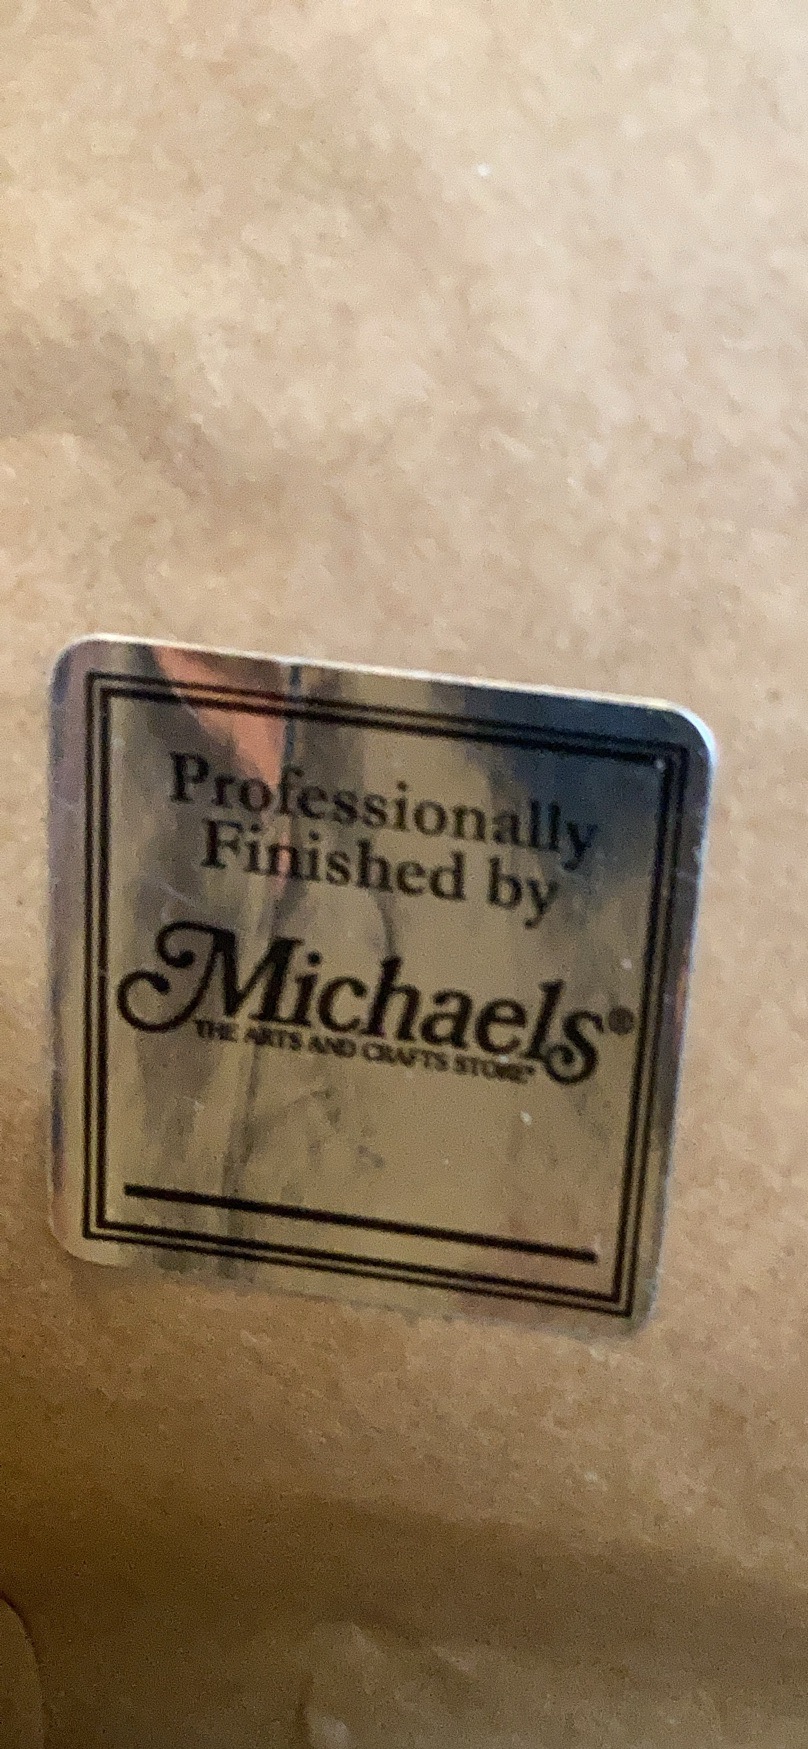 Professionally
Finished by
Michaels®
THE ARTS AND CRAFTS STORE